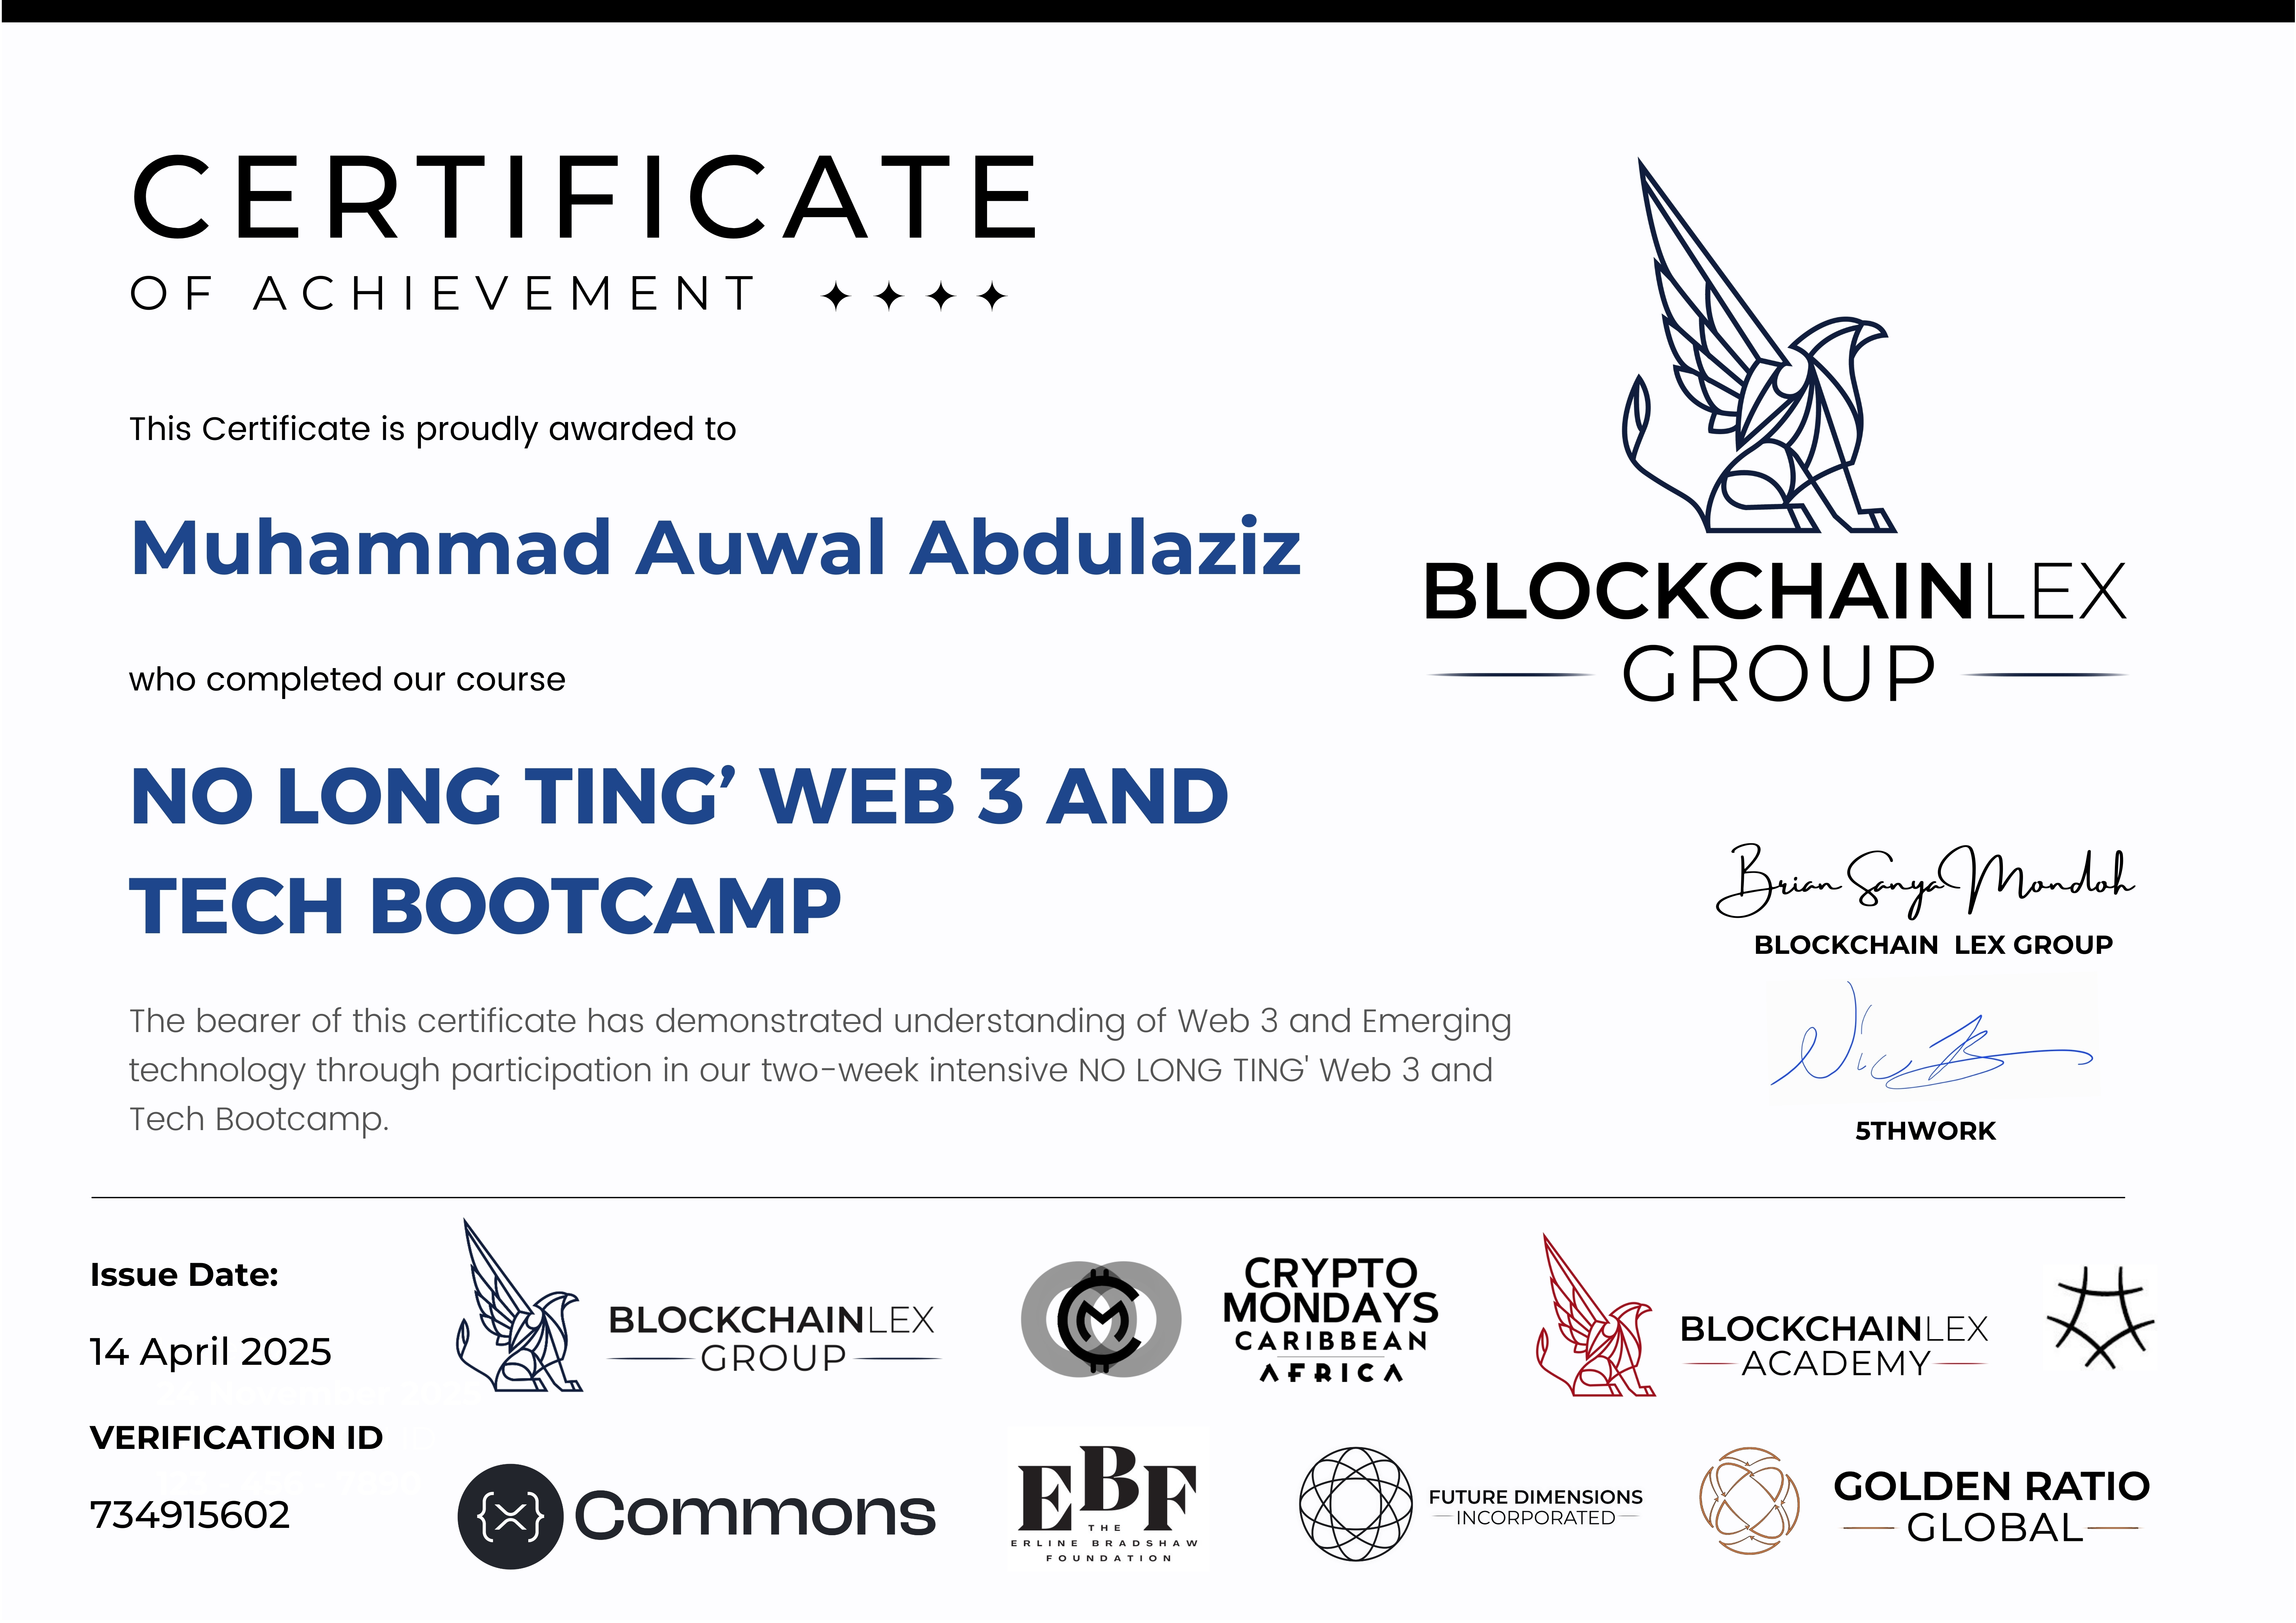 CERTIFICATE
OF ACHIEVEMENT
This Certificate is proudly awarded to
Muhammad Auwal Abdulaziz
who completed our course
NO LONG TING’ WEB 3 AND
TECH BOOTCAMP
The bearer of this certificate has demonstrated understanding of Web 3 and Emerging
technology through participation in our two-week intensive NO LONG TING' Web 3 and
Tech Bootcamp.
BLOCKCHAINLEX
GROUP
Brian Sanya Mondoh
BLOCKCHAIN LEX GROUP
5THWORK
Issue Date:
14 April 2025
VERIFICATION ID
734915602
BLOCKCHAINLEX
GROUP
CRYPTO
MONDAYS
CARIBBEAN
AFRICA
BLOCKCHAINLEX
ACADEMY
{X} Commons
EBF
THE
ERLINE BRADSHAW
FOUNDATION
FUTURE DIMENSIONS
INCORPORATED
GOLDEN RATIO
GLOBAL